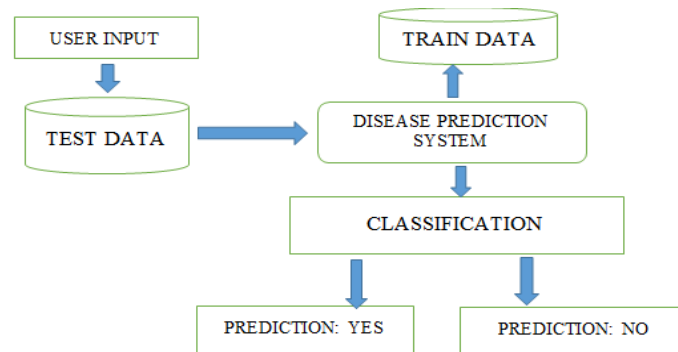 USER INPUT
TRAIN DATA
TEST DATA
DISEASE PREDICTION
SYSTEM
CLASSIFICATION
PREDICTION: YES
PREDICTION: NO